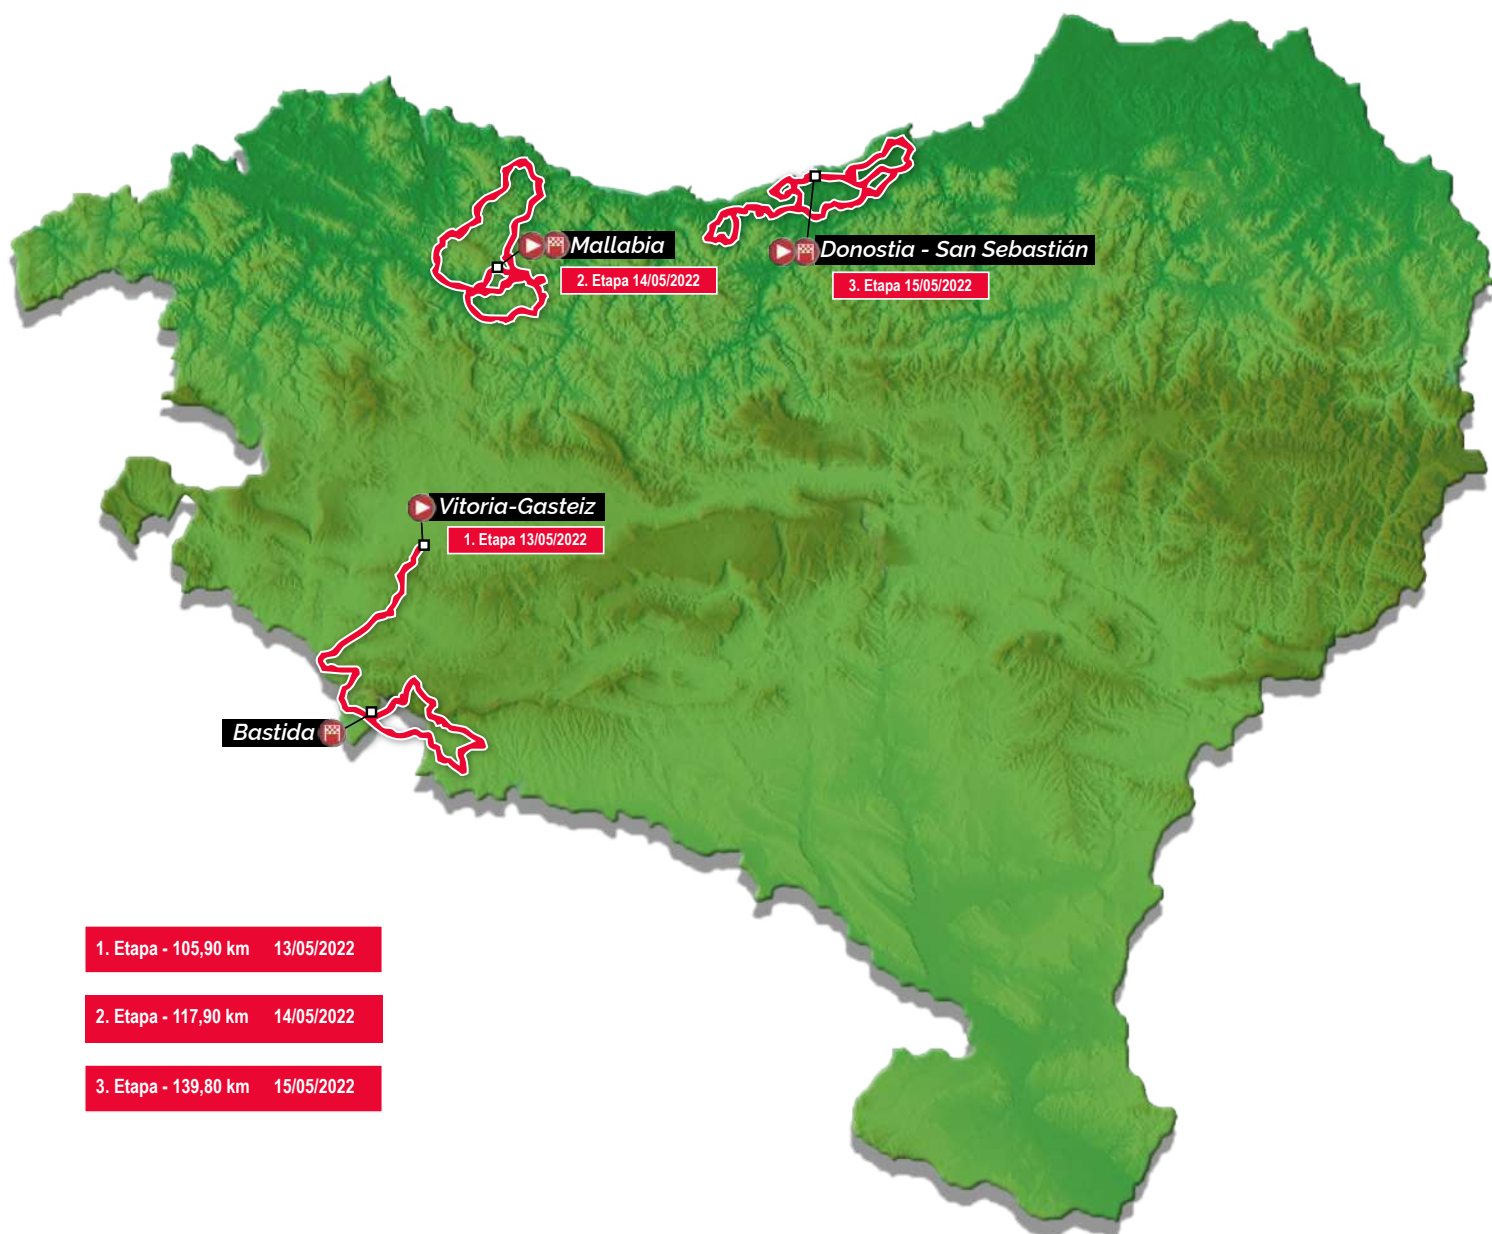 Mallabia
2. Etapa 14/05/2022
Donostia - San Sebastián
3. Etapa 15/05/2022
Vitoria-Gasteiz
1. Etapa 13/05/2022
Bastida
1. Etapa - 105,90 km 13/05/2022
2. Etapa - 117,90 km 14/05/2022
3. Etapa - 139,80 km 15/05/2022